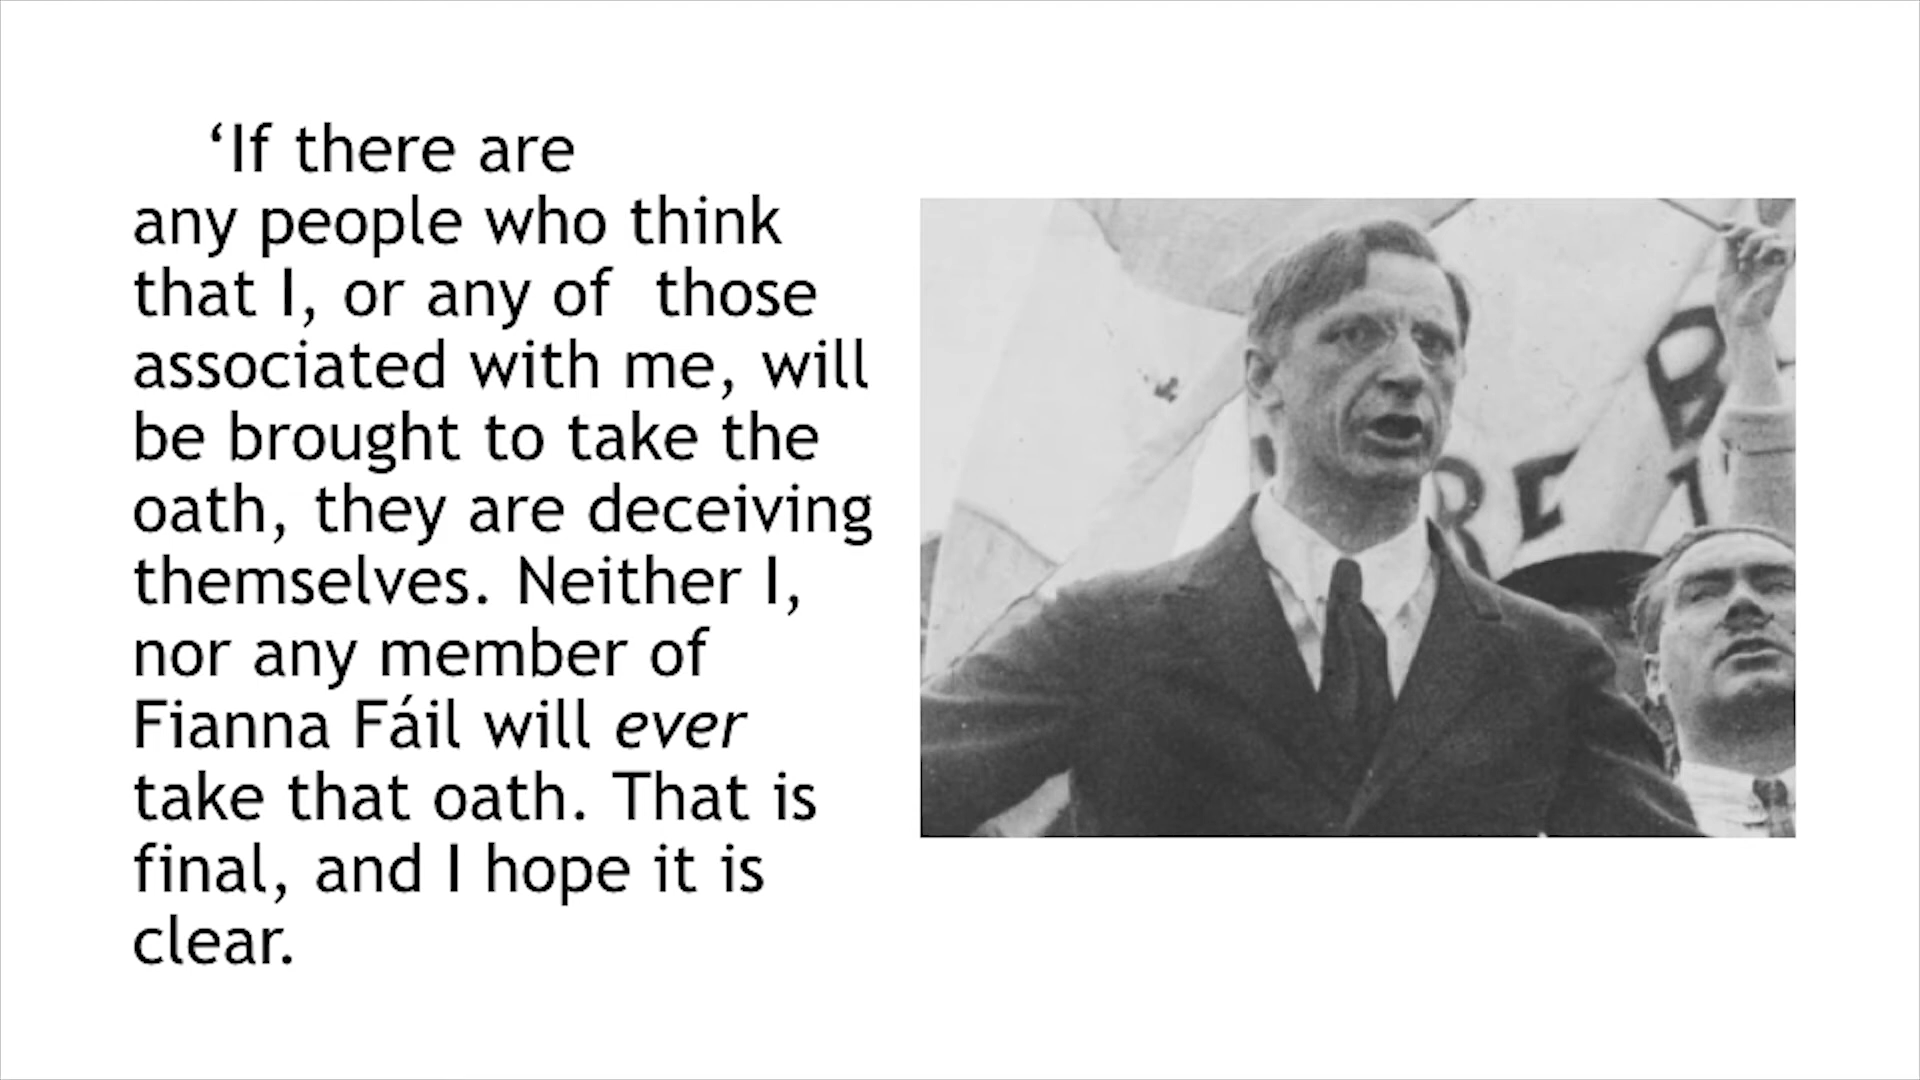 ‘If there are
any people who think
that I, or any of  those
associated with me, will
be brought to take the
oath, they are deceiving
themselves. Neither I,
nor any member of
Fianna Fáil will ever
take that oath. That is
final, and I hope it is
clear.
RE